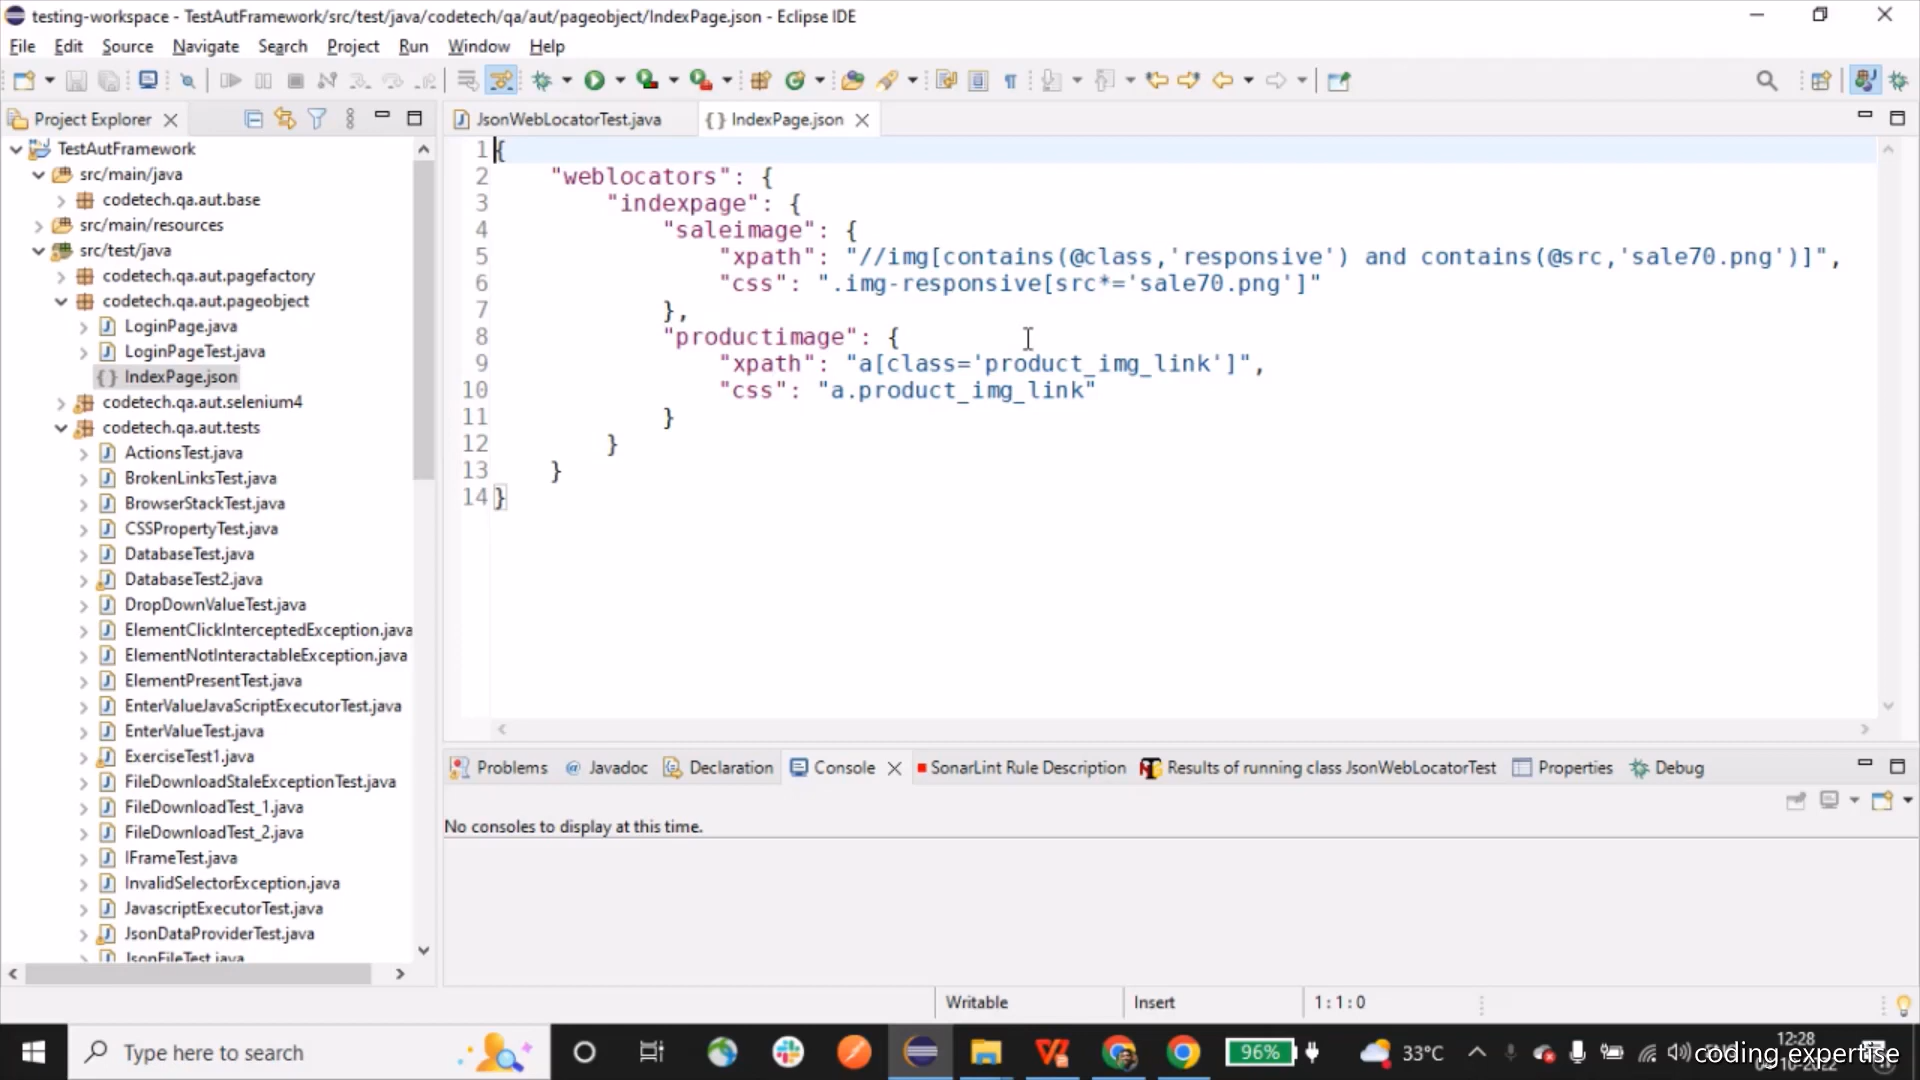 testing-workspace - TestAutFramework/src/test/java/codetech/qa/aut/pageobject/IndexPage.json - Eclipse IDE
File Edit Source Navigate Search Project Run Window Help
Project Explorer
TestAutFramework
src/main/java
codetech.qa.aut.base
src/main/resources
src/test/java
codetech.qa.aut.pagefactory
codetech.qa.aut.pageobject
LoginPage.java
LoginPageTest.java
IndexPage.json
codetech.qa.aut.selenium4
codetech.qa.aut.tests
ActionsTest.java
BrokenLinksTest.java
BrowserStackTest.java
CSSPropertyTest.java
DatabaseTest.java
DatabaseTest2.java
DropDownValueTest.java
ElementClickInterceptedException.java
ElementNotInteractableException.java
ElementPresentTest.java
EnterValueJavaScriptExecutorTest.java
EnterValueTest.java
ExerciseTest1.java
FileDownloadStaleExceptionTest.java
FileDownloadTest_1.java
FileDownloadTest_2.java
IFrameTest.java
InvalidSelectorException.java
JavascriptExecutorTest.java
JsonDataProviderTest.java
JsonFileTest.java
JsonWebLocatorTest.java IndexPage.json
1 {
2 "weblocators": {
3 "indexpage": {
4 "saleimage": {
5 "xpath": "//img[contains(@class,'responsive') and contains(@src,'sale70.png')]",
6 "css": ".img-responsive[src*='sale70.png']"
7 },
8 "productimage": {
9 "xpath": "a[class='product_img_link']",
10 "css": "a.product_img_link"
11 }
12 }
13 }
14 }
Problems Javadoc Declaration Console SonarLint Rule Description Results of running class JsonWebLocatorTest Properties Debug
No consoles to display at this time.
Writable Insert 1 : 1 : 0
Type here to search
96%
33°C
12:28
coding expertise